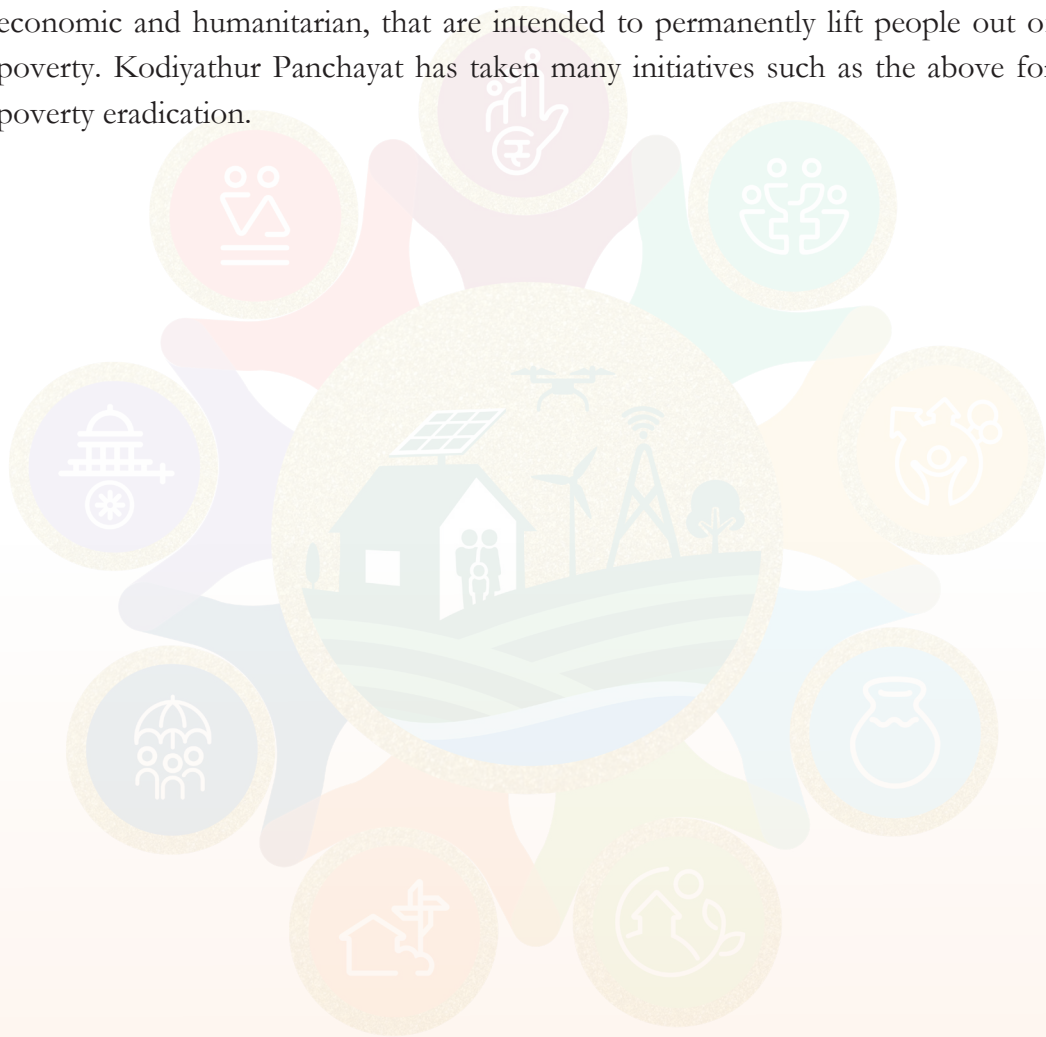 economic and humanitarian, that are intended to permanently lift people out o
poverty. Kodiyathur Panchayat has taken many initiatives such as the above for
poverty eradication.